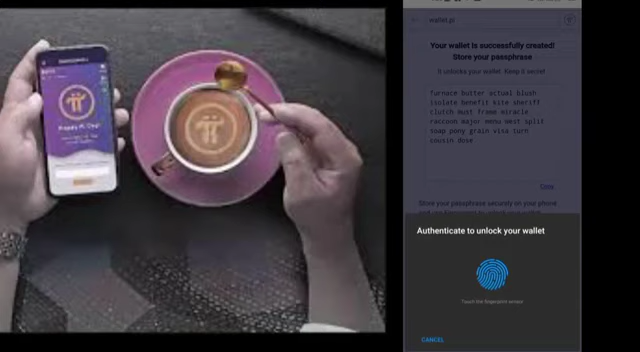 wallet.pi
Your wallet is successfully created!
Store your passphrase
It unlocks your wallet. Keep it secret
furnace butter actual blush
isolate benefit kite sheriff
clutch must frame miracle
raccoon major menu next split
soap pony grain visa turn
cousin dose
Copy
Store your passphrase securely on your phone
Authenticate to unlock your wallet
Touch the fingerprint sensor
CANCEL